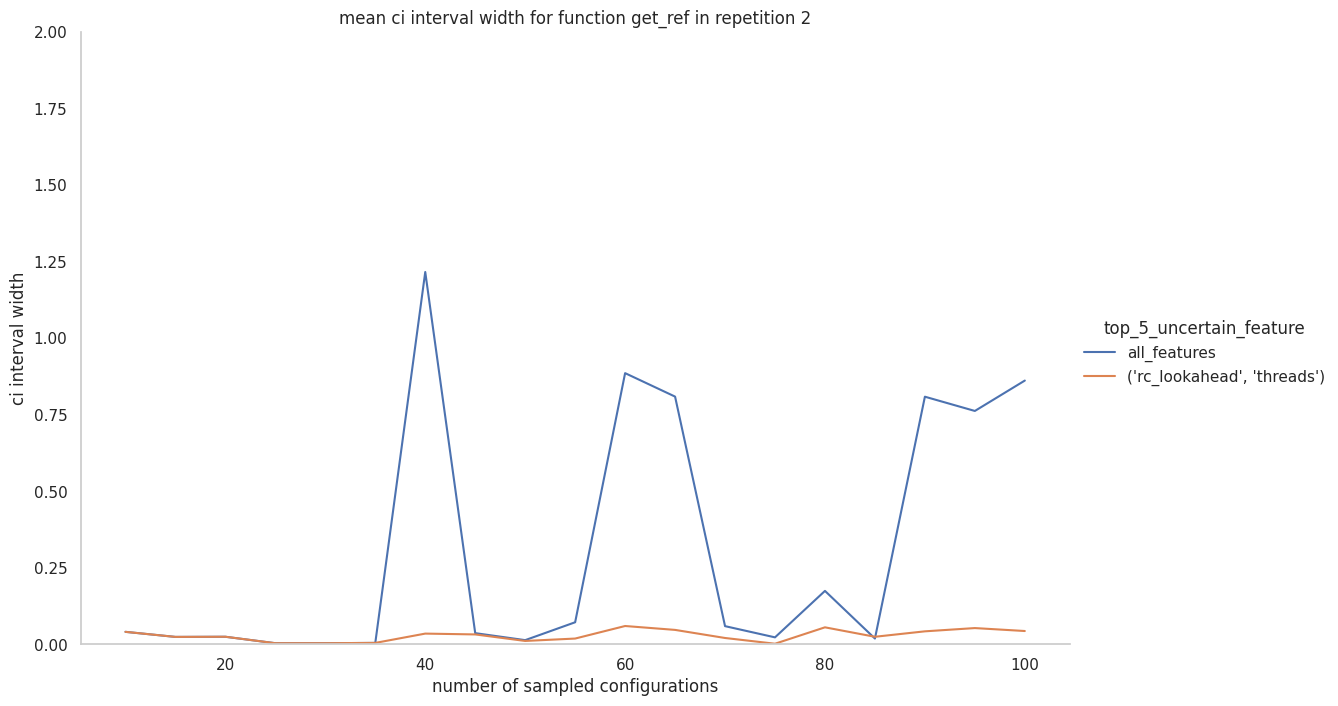 mean ci interval width for function get_ref in repetition 2
2.00
1.75
1.50
1.25
1.00
0.75
0.50
0.25
0.00
ci interval width
20
40
60
80
100
number of sampled configurations
top_5_uncertain_feature
all_features
('rc_lookahead', 'threads')